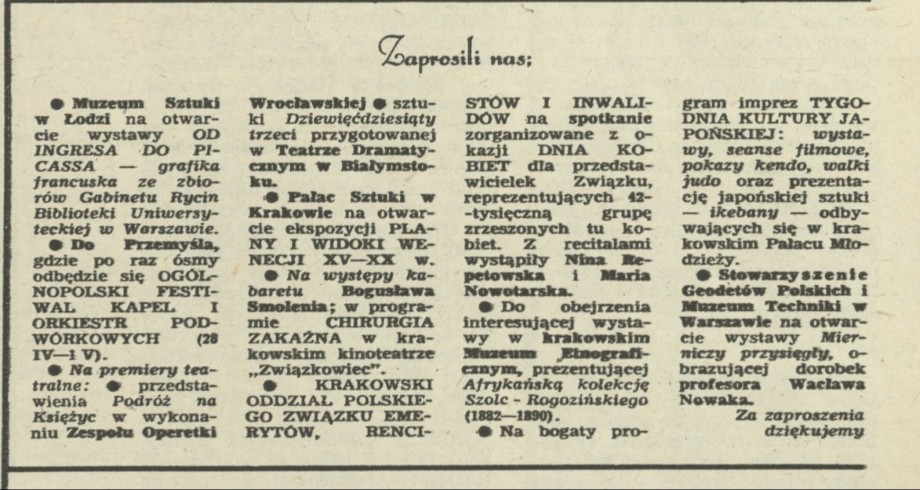 Zaprosili nas:
● Muzeum Sztuki
w Łodzi na otwar-
cie wystawy OD
INGRESA DO PI-
CASSA — grafika
francuska ze zbio-
rów Gabinetu Rycin
Biblioteki Uniwersy-
teckiej w Warszawie.
● Do Przemyśla,
gdzie po raz ósmy
odbędzie się OGÓL-
NOPOLSKI FESTI-
WAL KAPEL I
ORKIESTR POD-
WÓRKOWYCH (28
IV—1 V).
● Na premiery tea-
tralne: ● przedsta-
wienia Podróż na
Księżyc w wykona-
niu Zespołu Operetki
Wrocławskiej ● sztu-
ki Dziewięćdziesiąty
trzeci przygotowanej
w Teatrze Dramaty-
cznym w Białymsto-
ku.
● Pałac Sztuki w
Krakowie na otwar-
cie ekspozycji PLA-
NY I WIDOKI WE-
NECJI XV—XX w.
● Na występy ka-
baretu Bogusława
Smolenia; w progra-
mie CHIRURGIA
ZAKAŹNA w kra-
kowskim kinoteatrze
„Związkowiec”.
● KRAKOWSKI
ODDZIAŁ POLSKIE-
GO ZWIĄZKU EME-
RYTÓW, RENCI-
STÓW I INWALI-
DÓW na spotkanie
zorganizowane z o-
kazji DNIA KO-
BIET dla przedsta-
wicielek Związku,
reprezentujących 42-
-tysięczną grupę
zrzeszonych tu ko-
biet. Z recitalami
wystąpiły Nina Re-
petowska i Maria
Nowotarska.
● Do obejrzenia
interesującej wysta-
wy w krakowskim
Muzeum Etnografi-
cznym, prezentującej
Afrykańską kolekcję
Szolc - Rogozińskiego
(1882—1890).
● Na bogaty pro-
gram imprez TYGO-
DNIA KULTURY JA-
POŃSKIEJ: wysta-
wy, seanse filmowe,
pokazy kendo, walki
judo oraz prezenta-
cję japońskiej sztuki
— ikebany — odby-
wających się w kra-
kowskim Pałacu Mło-
dzieży.
● Stowarzyszenie
Geodetów Polskich i
Muzeum Techniki w
Warszawie na otwar-
cie wystawy Mier-
niczy przysięgły, o-
brazującej dorobek
profesora Wacława
Nowaka.
Za zaproszenia
dziękujemy